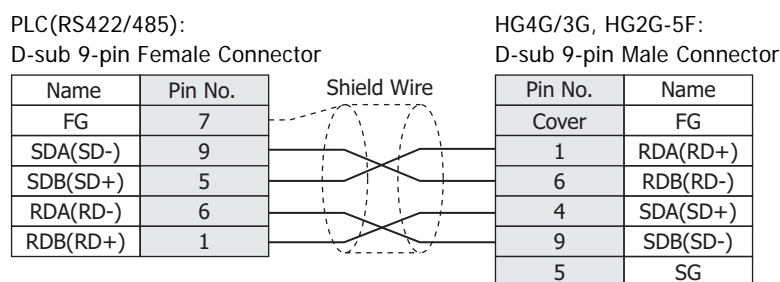 PLC(RS422/485):
D-sub 9-pin Female Connector
HG4G/3G, HG2G-5F:
D-sub 9-pin Male Connector
Name Pin No. Shield Wire Pin No. Name
FG 7 Cover FG
SDA(SD-) 9 1 RDA(RD+)
SDB(SD+) 5 6 RDB(RD-)
RDA(RD-) 6 4 SDA(SD+)
RDB(RD+) 1 9 SDB(SD-)
5 SG